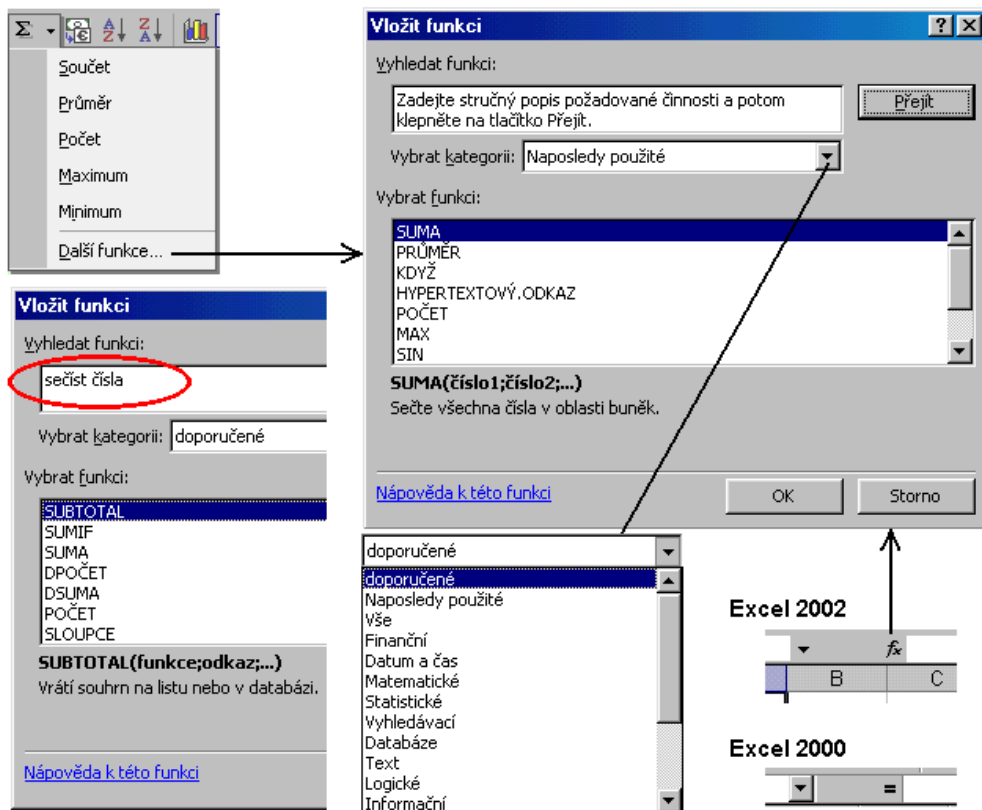 Σ
Součet
Průměr
Počet
Maximum
Minimum
Další funkce...
Vložit funkci
Vyhledat funkci:
Zadejte stručný popis požadované činnosti a potom
klepněte na tlačítko Přejít.
Přejít
Vybrat kategorii: Naposledy použité
Vybrat funkci:
SUMA
PRŮMĚR
KDYŽ
HYPERTEXTOVÝ.ODKAZ
POČET
MAX
SIN
SUMA(číslo1;číslo2;...)
Sečte všechna čísla v oblasti buněk.
Nápověda k této funkci
OK
Storno
Vložit funkci
Vyhledat funkci:
sečíst čísla
Vybrat kategorii: doporučené
Vybrat funkci:
SUBTOTAL
SUMIF
SUMA
DPOČET
DSUMA
POČET
SLOUPCE
SUBTOTAL(funkce;odkaz;...)
Vrátí souhrn na listu nebo v databázi.
Nápověda k této funkci
doporučené
doporučené
Naposledy použité
Vše
Finanční
Datum a čas
Matematické
Statistické
Vyhledávací
Databáze
Text
Logické
Informační
Excel 2002
fx
B C
Excel 2000
=